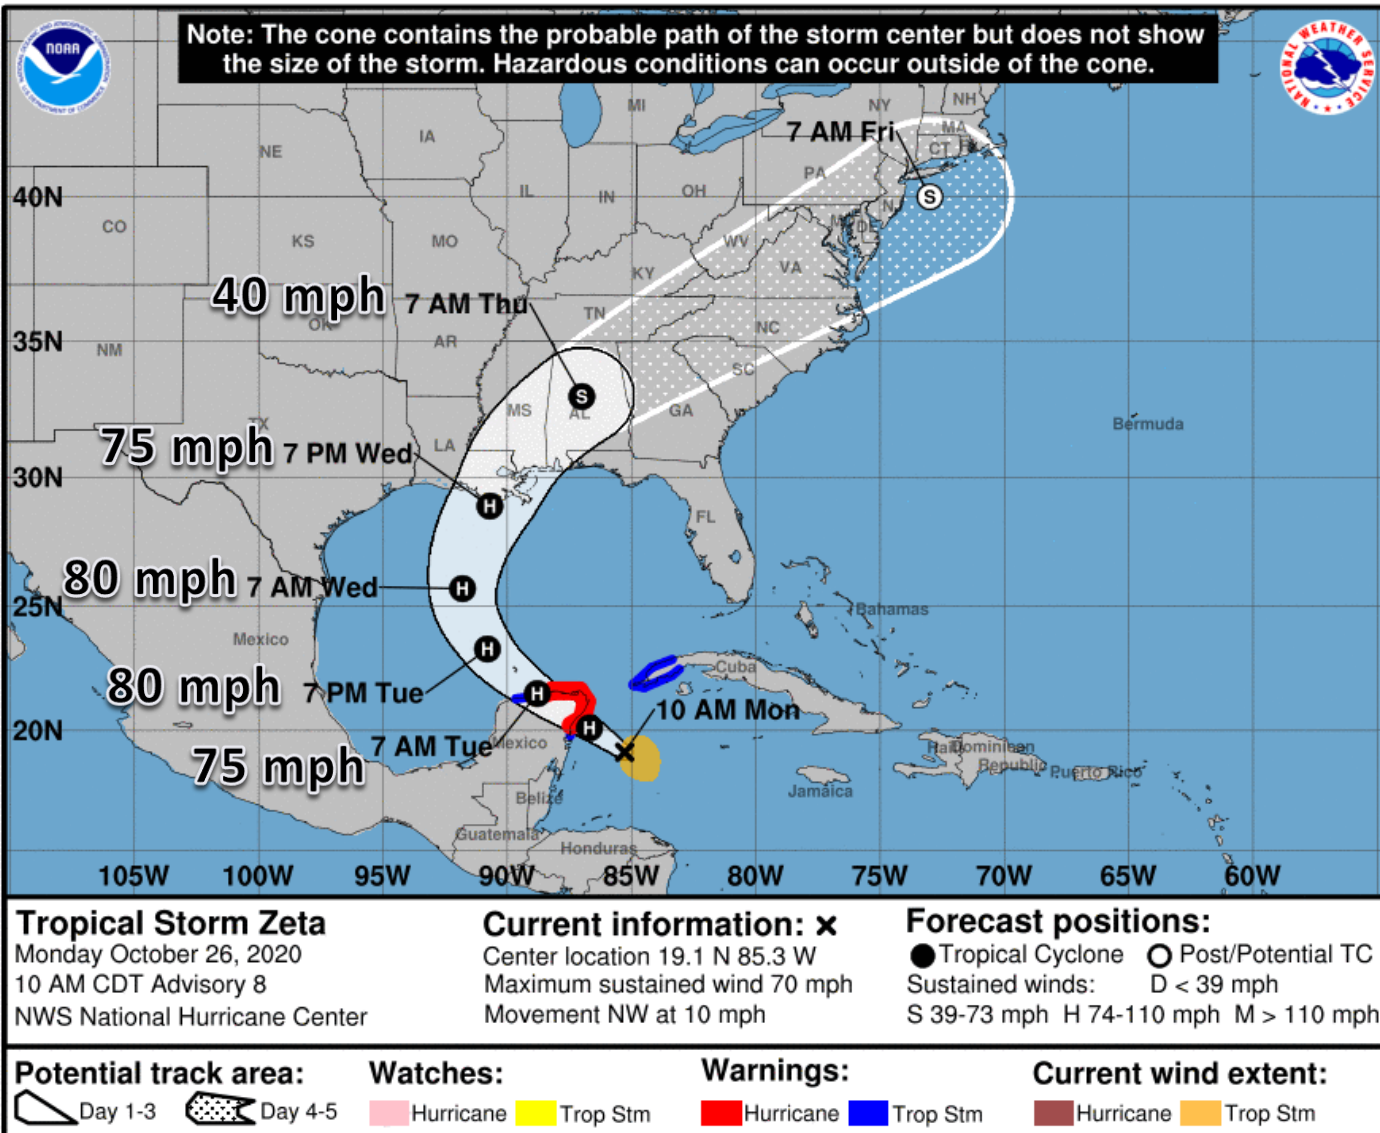 Note: The cone contains the probable path of the storm center but does not show
the size of the storm. Hazardous conditions can occur outside of the cone.
NOAA
NATIONAL WEATHER SERVICE
MI
NY
NH
7 AM Fri
MA
CT
IA
NE
PA
40N
IL
IN
OH
S
CO
KS
MO
WV
DE
KY
VA
40 mph
7 AM Thu
TN
OK
NC
35N
NM
AR
SC
S
MS
AL
GA
Bermuda
TX
75 mph
7 PM Wed
LA
30N
H
FL
80 mph
7 AM Wed
H
25N
Bahamas
Mexico
H
Cuba
80 mph
7 PM Tue
H
10 AM Mon
20N
H
7 AM Tue
Mexico
Haiti
Dominican
Republic
Puerto Rico
75 mph
Jamaica
Belize
Guatemala
Honduras
105W 100W 95W 90W 85W 80W 75W 70W 65W 60W
Tropical Storm Zeta
Monday October 26, 2020
10 AM CDT Advisory 8
NWS National Hurricane Center
Current information: x
Center location 19.1 N 85.3 W
Maximum sustained wind 70 mph
Movement NW at 10 mph
Forecast positions:
Tropical Cyclone Post/Potential TC
Sustained winds: D < 39 mph
S 39-73 mph H 74-110 mph M > 110 mph
Potential track area:
Day 1-3 Day 4-5
Watches:
Hurricane Trop Stm
Warnings:
Hurricane Trop Stm
Current wind extent:
Hurricane Trop Stm